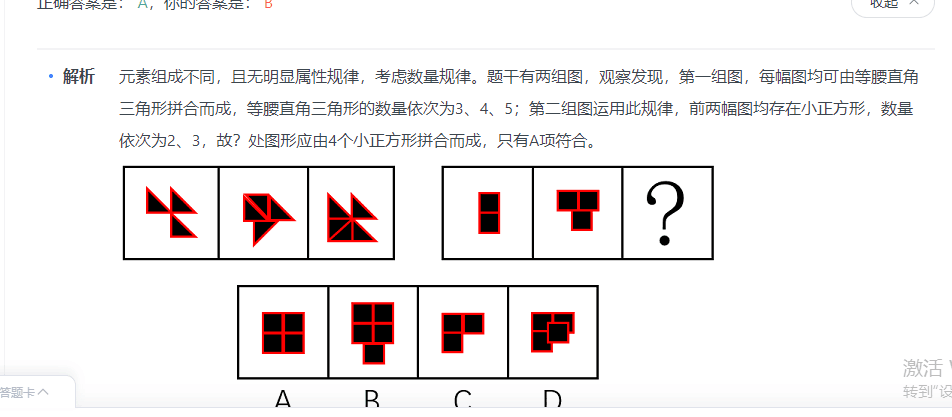 正确答案是： A，你的答案是： B
收起
解析
元素组成不同，且无明显属性规律，考虑数量规律。题干有两组图，观察发现，第一组图，每幅图均可由等腰直角
三角形拼合而成，等腰直角三角形的数量依次为3、4、5；第二组图运用此规律，前两幅图均存在小正方形，数量
依次为2、3，故？处图形应由4个小正方形拼合而成，只有A项符合。
?
A B C D
激活
转到"设
答题卡